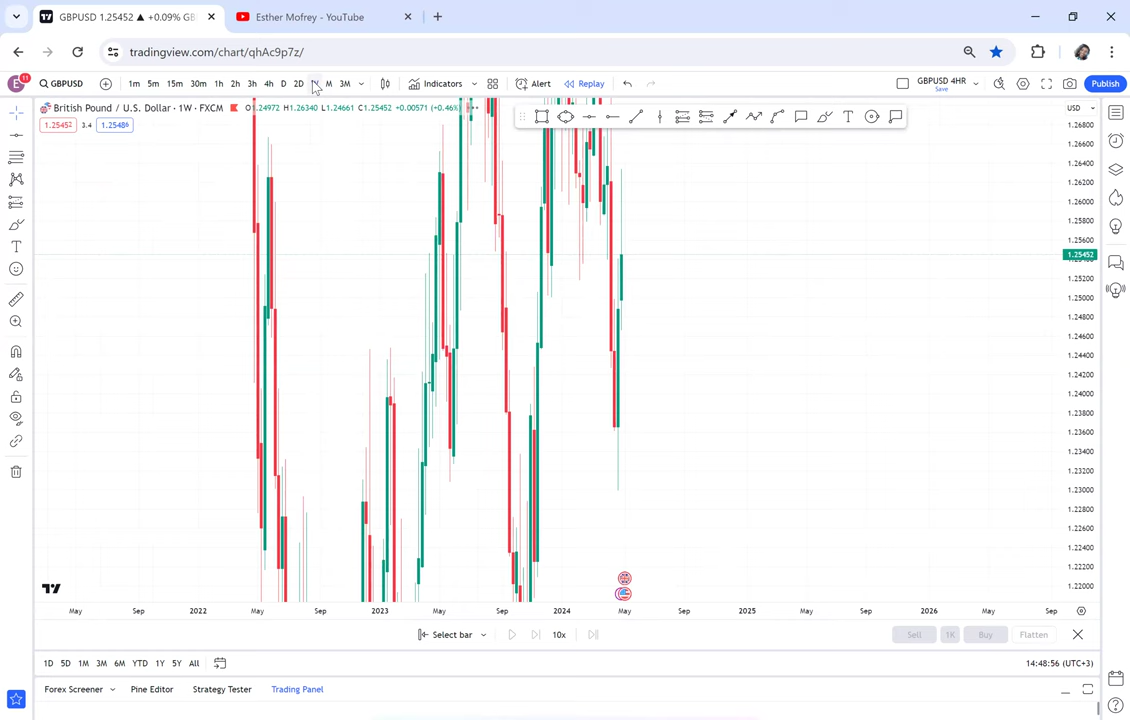 GBPUSD 1.25452 ▲ +0.09% GB
Esther Mofrey - YouTube
tradingview.com/chart/qhAc9p7z/
E
11
GBPUSD
1m 5m 15m 30m 1h 2h 3h 4h D 2D W M 3M
Indicators
Alert
Replay
GBPUSD 4HR
Save
Publish
British Pound / U.S. Dollar · 1W · FXCM
O1.24972 H1.26340 L1.24661 C1.25452 +0.00571 (+0.46%)
USD
1.25452 3.4 1.25486
1.26800
1.26600
1.26400
1.26200
1.26000
1.25800
1.25600
1.25452
1.25200
1.25000
1.24800
1.24600
1.24400
1.24200
1.24000
1.23800
1.23600
1.23400
1.23200
1.23000
1.22800
1.22600
1.22400
1.22200
1.22000
May Sep 2022 May Sep 2023 May Sep 2024 May Sep 2025 May Sep 2026 May Sep
Select bar
10x
Sell 1K Buy Flatten
1D 5D 1M 3M 6M YTD 1Y 5Y All
14:48:56 (UTC+3)
Forex Screener Pine Editor Strategy Tester Trading Panel